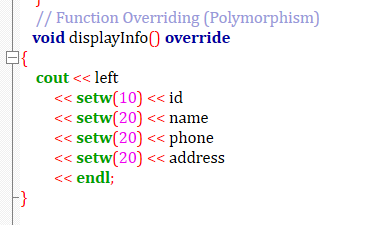 }
// Function Overriding (Polymorphism)
void displayInfo() override
{
cout << left
<< setw(10) << id
<< setw(20) << name
<< setw(20) << phone
<< setw(20) << address
<< endl;
}